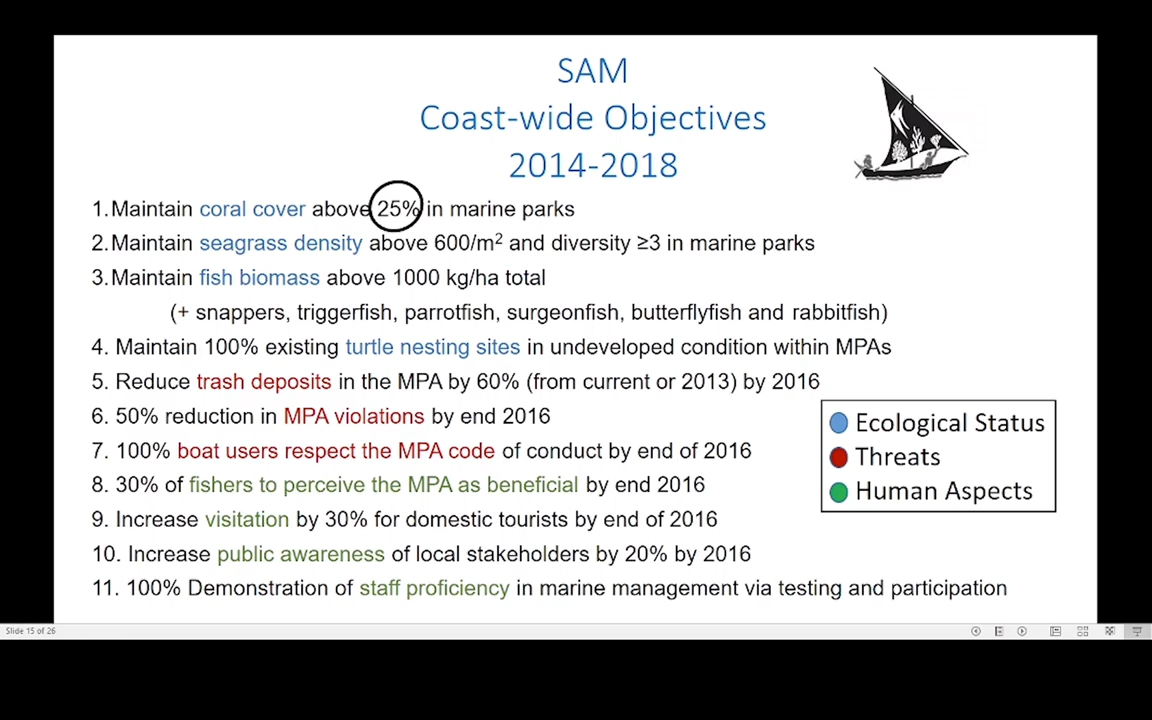 SAM
Coast-wide Objectives
2014-2018
1. Maintain coral cover above 25% in marine parks
2. Maintain seagrass density above 600/m² and diversity ≥3 in marine parks
3. Maintain fish biomass above 1000 kg/ha total
(+ snappers, triggerfish, parrotfish, surgeonfish, butterflyfish and rabbitfish)
4. Maintain 100% existing turtle nesting sites in undeveloped condition within MPAs
5. Reduce trash deposits in the MPA by 60% (from current or 2013) by 2016
6. 50% reduction in MPA violations by end 2016
7. 100% boat users respect the MPA code of conduct by end of 2016
8. 30% of fishers to perceive the MPA as beneficial by end 2016
9. Increase visitation by 30% for domestic tourists by end of 2016
10. Increase public awareness of local stakeholders by 20% by 2016
11. 100% Demonstration of staff proficiency in marine management via testing and participation
Ecological Status
Threats
Human Aspects
Slide 15 of 26